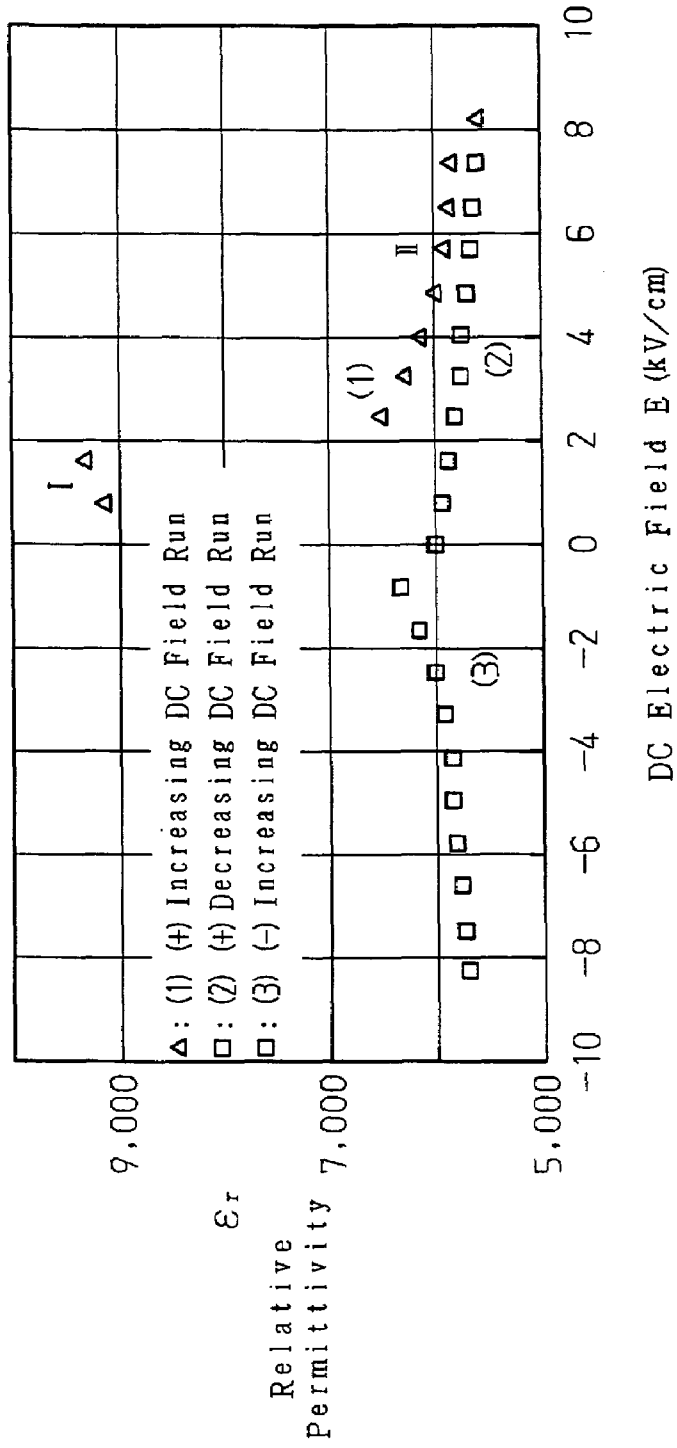 Relative
Permittivity
εr
9,000
7,000
5,000
I
II
(1)
(2)
(3)
△: (1) (+) Increasing DC Field Run
□: (2) (+) Decreasing DC Field Run
□: (3) (−) Increasing DC Field Run
−10
−8
−6
−4
−2
0
2
4
6
8
10
DC Electric Field E (kV/cm)